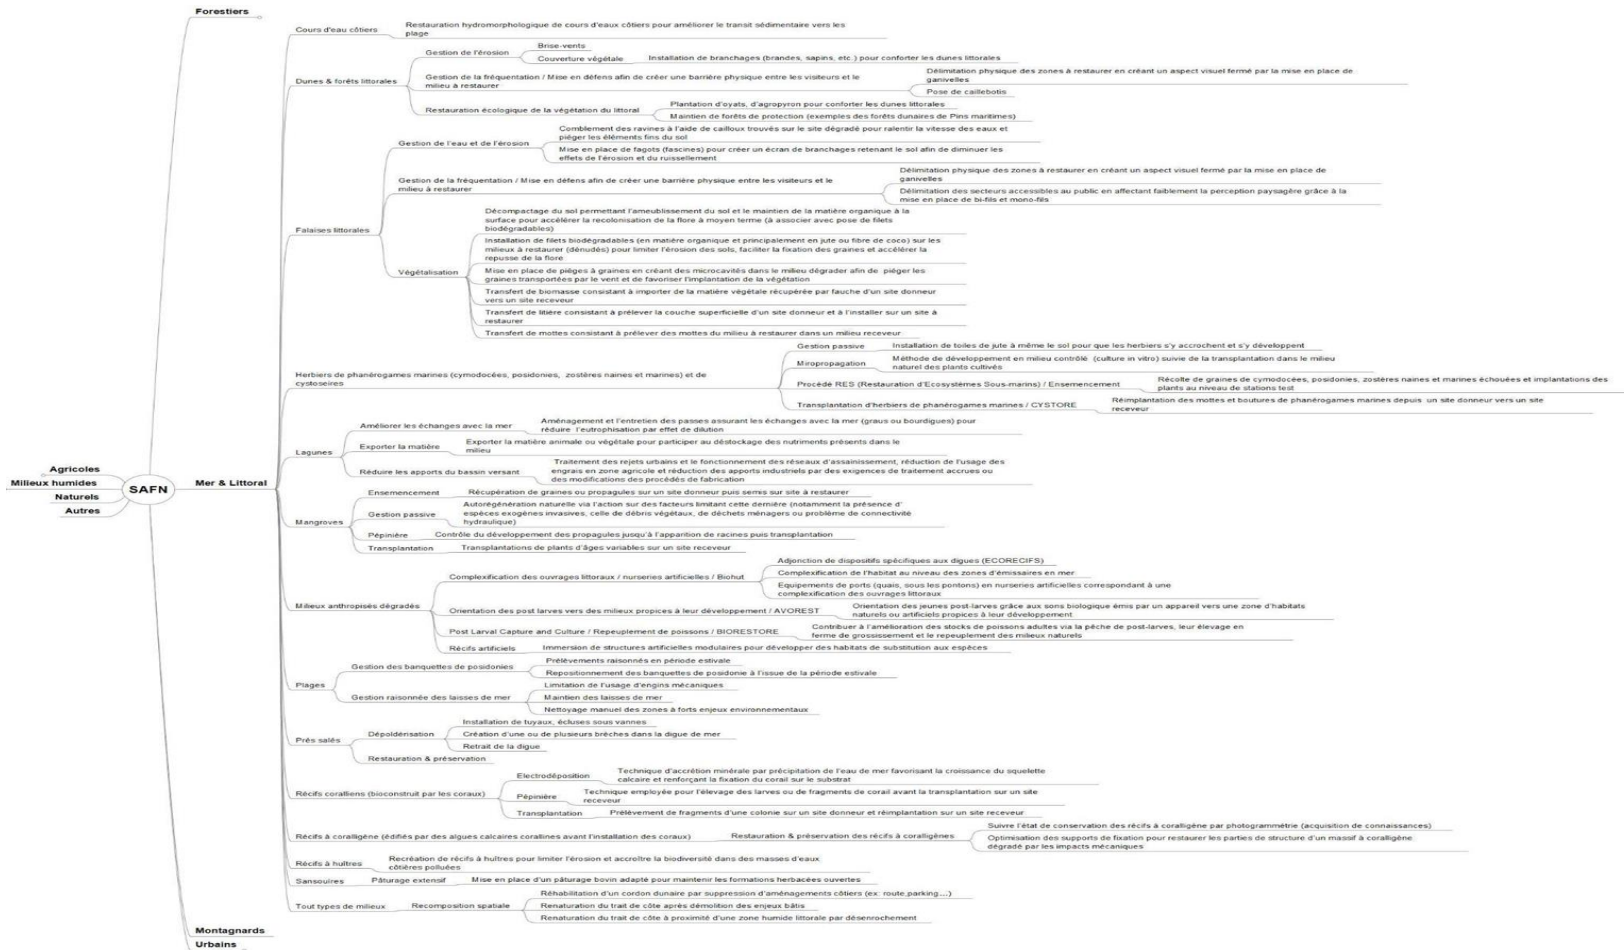 Forestiers
Cours d'eau côtiers
Restauration hydromorphologique de cours d'eaux côtiers pour améliorer le transit sédimentaire vers les
plage
Dunes & forêts littorales
Gestion de l'érosion
Brise-vents
Couverture végétale
Installation de branchages (brandes, sapins, etc.) pour conforter les dunes littorales
Gestion de la fréquentation / Mise en défens afin de créer une barrière physique entre les visiteurs et le
milieu à restaurer
Délimitation physique des zones à restaurer en créant un aspect visuel fermé par la mise en place de
ganivelles
Pose de caillebotis
Restauration écologique de la végétation du littoral
Plantation d'oyats, d'agropyron pour conforter les dunes littorales
Maintien de forêts de protection (exemples des forêts dunaires de Pins maritimes)
Falaises littorales
Gestion de l'eau et de l'érosion
Comblement des ravines à l'aide de cailloux trouvés sur le site dégradé pour ralentir la vitesse des eaux et
piéger les éléments fins du sol
Mise en place de fagots (fascines) pour créer un écran de branchages retenant le sol afin de diminuer les
effets de l'érosion et du ruissellement
Gestion de la fréquentation / Mise en défens afin de créer une barrière physique entre les visiteurs et le
milieu à restaurer
Délimitation physique des zones à restaurer en créant un aspect visuel fermé par la mise en place de
ganivelles
Délimitation des secteurs accessibles au public en affectant faiblement la perception paysagère grâce à la
mise en place de bi-fils et mono-fils
Végétalisation
Décompactage du sol permettant l'ameublissement du sol et le maintien de la matière organique à la
surface pour accélérer la recolonisation de la flore à moyen terme (à associer avec pose de filets
biodégradables)
Installation de filets biodégradables (en matière organique et principalement en jute ou fibre de coco) sur les
milieux à restaurer (dénudés) pour limiter l'érosion des sols, faciliter la fixation des graines et accélérer la
repusse de la flore
Mise en place de pièges à graines en créant des microcavités dans le milieu dégrader afin de piéger les
graines transportées par le vent et de favoriser l'implantation de la végétation
Transfert de biomasse consistant à importer de la matière végétale récupérée par fauche d'un site donneur
vers un site receveur
Transfert de litière consistant à prélever la couche superficielle d'un site donneur et à l'installer sur un site à
restaurer
Transfert de mottes consistant à prélever des mottes du milieu à restaurer dans un milieu receveur
Herbiers de phanérogames marines (cymodocées, posidonies, zostères naines et marines) et de
cystoseires
Gestion passive
Installation de toiles de jute à même le sol pour que les herbiers s'y accrochent et s'y développent
Miropropagation
Méthode de développement en milieu contrôlé (culture in vitro) suivie de la transplantation dans le milieu
naturel des plants cultivés
Procédé RES (Restauration d'Ecosystèmes Sous-marins) / Ensemencement
Récolte de graines de cymodocées, posidonies, zostères naines et marines échouées et implantations des
plants au niveau de stations test
Transplantation d'herbiers de phanérogames marines / CYSTORE
Réimplantation des mottes et boutures de phanérogames marines depuis un site donneur vers un site
receveur
Lagunes
Améliorer les échanges avec la mer
Aménagement et l'entretien des passes assurant les échanges avec la mer (graus ou bourdigues) pour
réduire l'eutrophisation par effet de dilution
Exporter la matière
Exporter la matière animale ou végétale pour participer au déstockage des nutriments présents dans le
milieu
Réduire les apports du bassin versant
Traitement des rejets urbains et le fonctionnement des réseaux d'assainissement, réduction de l'usage des
engrais en zone agricole et réduction des apports industriels par des exigences de traitement accrues ou
des modifications des procédés de fabrication
Agricoles
Milieux humides
Naturels
Autres
SAFN
Mer & Littoral
Mangroves
Ensemencement
Récupération de graines ou propagules sur un site donneur puis semis sur site à restaurer
Gestion passive
Autorégénération naturelle via l'action sur des facteurs limitant cette dernière (notamment la présence d'
espèces exogènes invasives, celle de débris végétaux, de déchets ménagers ou problème de connectivité
hydraulique)
Pépinière
Contrôle du développement des propagules jusqu'à l'apparition de racines puis transplantation
Transplantation
Transplantations de plants d'âges variables sur un site receveur
Milieux anthropisés dégradés
Complexification des ouvrages littoraux / nurseries artificielles / Biohut
Adjonction de dispositifs spécifiques aux digues (ECORECIFS)
Complexification de l'habitat au niveau des zones d'émissaires en mer
Equipements de ports (quais, sous les pontons) en nurseries artificielles correspondant à une
complexification des ouvrages littoraux
Orientation des post larves vers des milieux propices à leur développement / AVOREST
Orientation des jeunes post-larves grâce aux sons biologique émis par un appareil vers une zone d'habitats
naturels ou artificiels propices à leur développement
Post Larval Capture and Culture / Repeuplement de poissons / BIORESTORE
Contribuer à l'amélioration des stocks de poissons adultes via la pêche de post-larves, leur élevage en
ferme de grossissement et le repeuplement des milieux naturels
Récifs artificiels
Immersion de structures artificielles modulaires pour développer des habitats de substitution aux espèces
Plages
Gestion des banquettes de posidonies
Prélèvements raisonnés en période estivale
Repositionnement des banquettes de posidonie à l'issue de la période estivale
Gestion raisonnée des laisses de mer
Limitation de l'usage d'engins mécaniques
Maintien des laisses de mer
Nettoyage manuel des zones à forts enjeux environnementaux
Prés salés
Dépoldérisation
Installation de tuyaux, écluses sous vannes
Création d'une ou de plusieurs brèches dans la digue de mer
Retrait de la digue
Restauration & préservation
Récifs coralliens (bioconstruit par les coraux)
Electrodéposition
Technique d'accrétion minérale par précipitation de l'eau de mer favorisant la croissance du squelette
calcaire et renforçant la fixation du corail sur le substrat
Pépinière
Technique employée pour l'élevage des larves ou de fragments de corail avant la transplantation sur un site
receveur
Transplantation
Prélèvement de fragments d'une colonie sur un site donneur et réimplantation sur un site receveur
Récifs à coralligène (édifiés par des algues calcaires corallines avant l'installation des coraux)
Restauration & préservation des récifs à coralligènes
Suivre l'état de conservation des récifs à coralligène par photogrammétrie (acquisition de connaissances)
Optimisation des supports de fixation pour restaurer les parties de structure d'un massif à coralligène
dégradé par les impacts mécaniques
Récifs à huîtres
Recréation de récifs à huîtres pour limiter l'érosion et accroître la biodiversité dans des masses d'eaux
côtières polluées
Sansouires
Pâturage extensif
Mise en place d'un pâturage bovin adapté pour maintenir les formations herbacées ouvertes
Tout types de milieux
Recomposition spatiale
Réhabilitation d'un cordon dunaire par suppression d'aménagements côtiers (ex: route,parking...)
Renaturation du trait de côte après démolition des enjeux bâtis
Renaturation du trait de côte à proximité d'une zone humide littorale par désenrochement
Montagnards
Urbains